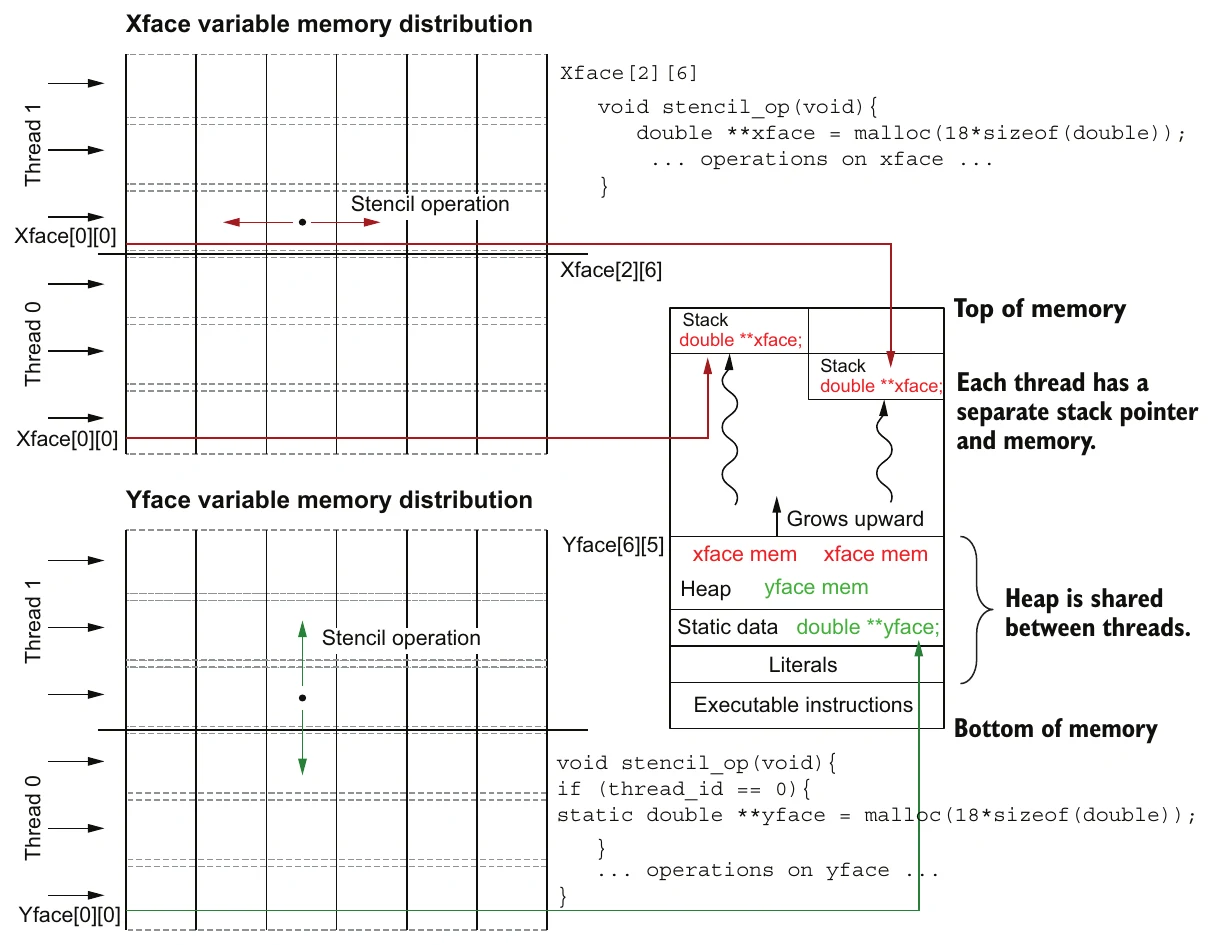 Xface variable memory distribution
Thread 1
Xface[0][0]
Stencil operation
Thread 0
Xface[0][0]
Xface[2][6]
void stencil_op(void){
double **xface = malloc(18*sizeof(double));
... operations on xface ...
}
Xface[2][6]
Top of memory
Stack
double **xface;
Stack
double **xface;
Each thread has a
separate stack pointer
and memory.
Grows upward
Yface variable memory distribution
Thread 1
Stencil operation
Thread 0
Yface[0][0]
Yface[6][5]
xface mem xface mem
Heap yface mem
Static data double **yface;
Literals
Executable instructions
Heap is shared
between threads.
Bottom of memory
void stencil_op(void){
if (thread_id == 0){
static double **yface = malloc(18*sizeof(double));
}
... operations on yface ...
}